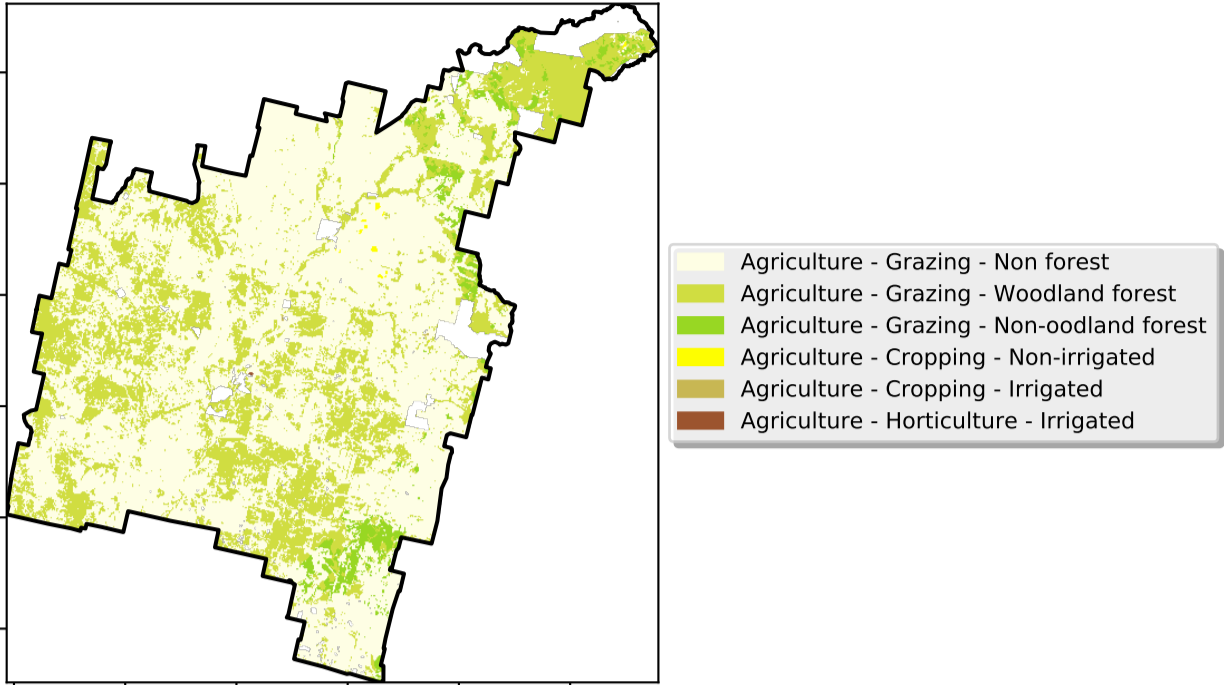 Agriculture - Grazing - Non forest
Agriculture - Grazing - Woodland forest
Agriculture - Grazing - Non-oodland forest
Agriculture - Cropping - Non-irrigated
Agriculture - Cropping - Irrigated
Agriculture - Horticulture - Irrigated